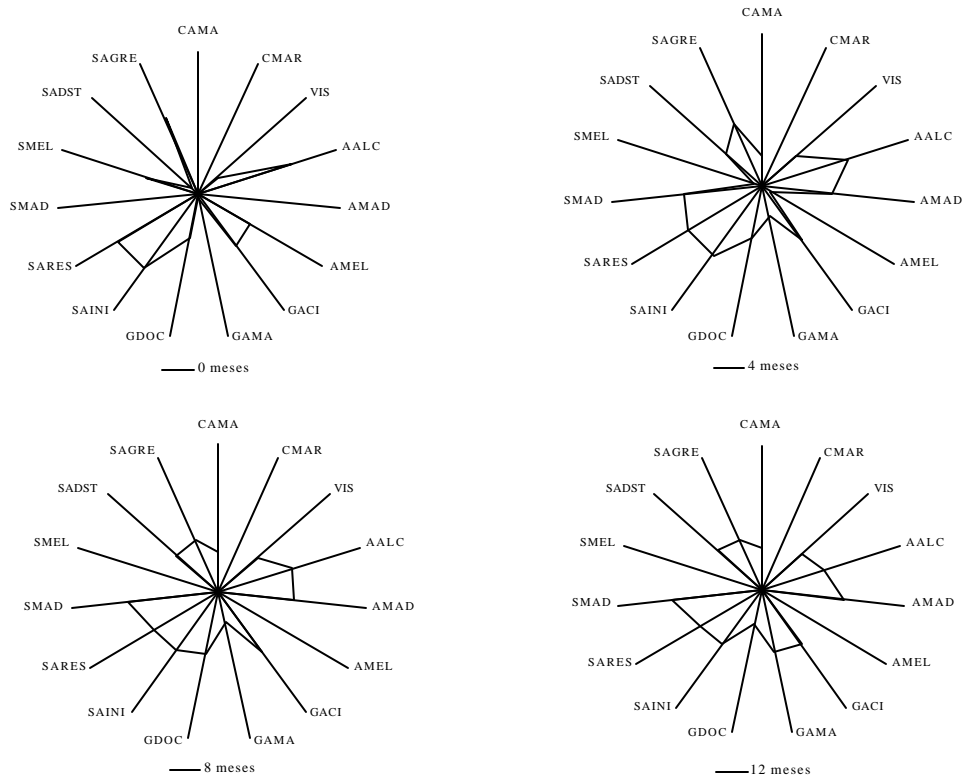 CAMA
SAGRE
CMAR
SADST
VIS
SMEL
AALC
SMAD
AMAD
SARES
AMEL
SAINI
GACI
GDOC
GAMA
0 meses
CAMA
SAGRE
CMAR
SADST
VIS
SMEL
AALC
SMAD
AMAD
SARES
AMEL
SAINI
GACI
GDOC
GAMA
4 meses
CAMA
SAGRE
CMAR
SADST
VIS
SMEL
AALC
SMAD
AMAD
SARES
AMEL
SAINI
GACI
GDOC
GAMA
8 meses
CAMA
SAGRE
CMAR
SADST
VIS
SMEL
AALC
SMAD
AMAD
SARES
AMEL
SAINI
GACI
GDOC
GAMA
12 meses